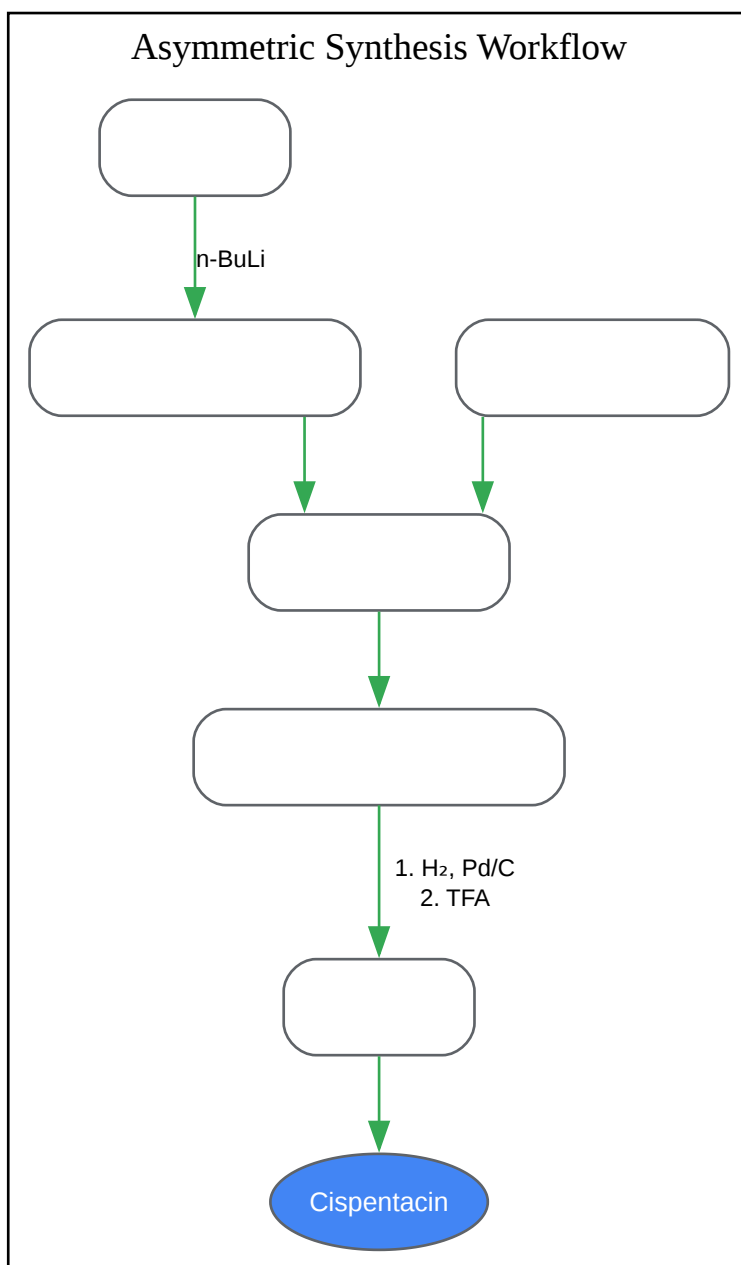 Asymmetric Synthesis Workflow
n-BuLi
1. H₂, Pd/C
2. TFA
Cispentacin